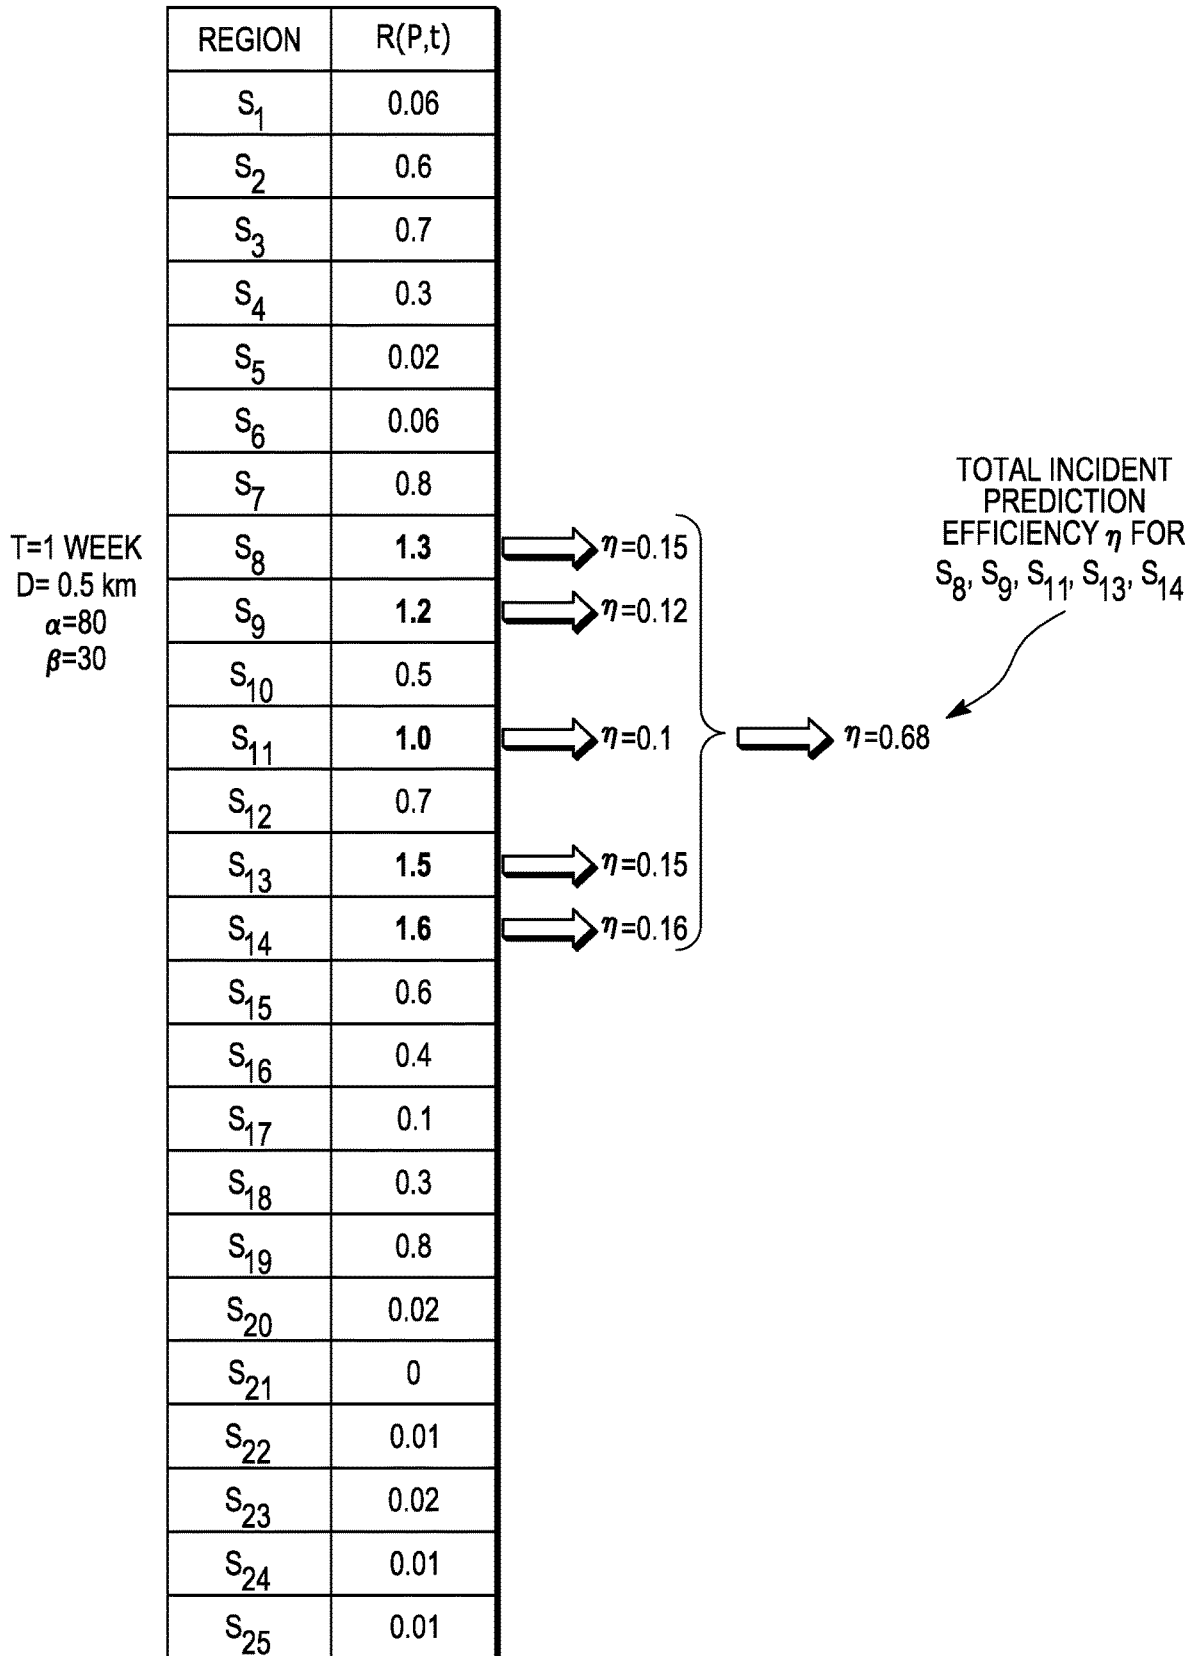 REGION R(P,t)
S1 0.06
S2 0.6
S3 0.7
S4 0.3
S5 0.02
S6 0.06
S7 0.8
S8 1.3 η=0.15
S9 1.2 η=0.12
S10 0.5
S11 1.0 η=0.1
S12 0.7
S13 1.5 η=0.15
S14 1.6 η=0.16
S15 0.6
S16 0.4
S17 0.1
S18 0.3
S19 0.8
S20 0.02
S21 0
S22 0.01
S23 0.02
S24 0.01
S25 0.01
T=1 WEEK
D= 0.5 km
α=80
β=30
η=0.68
TOTAL INCIDENT
PREDICTION
EFFICIENCY η FOR
S8, S9, S11, S13, S14